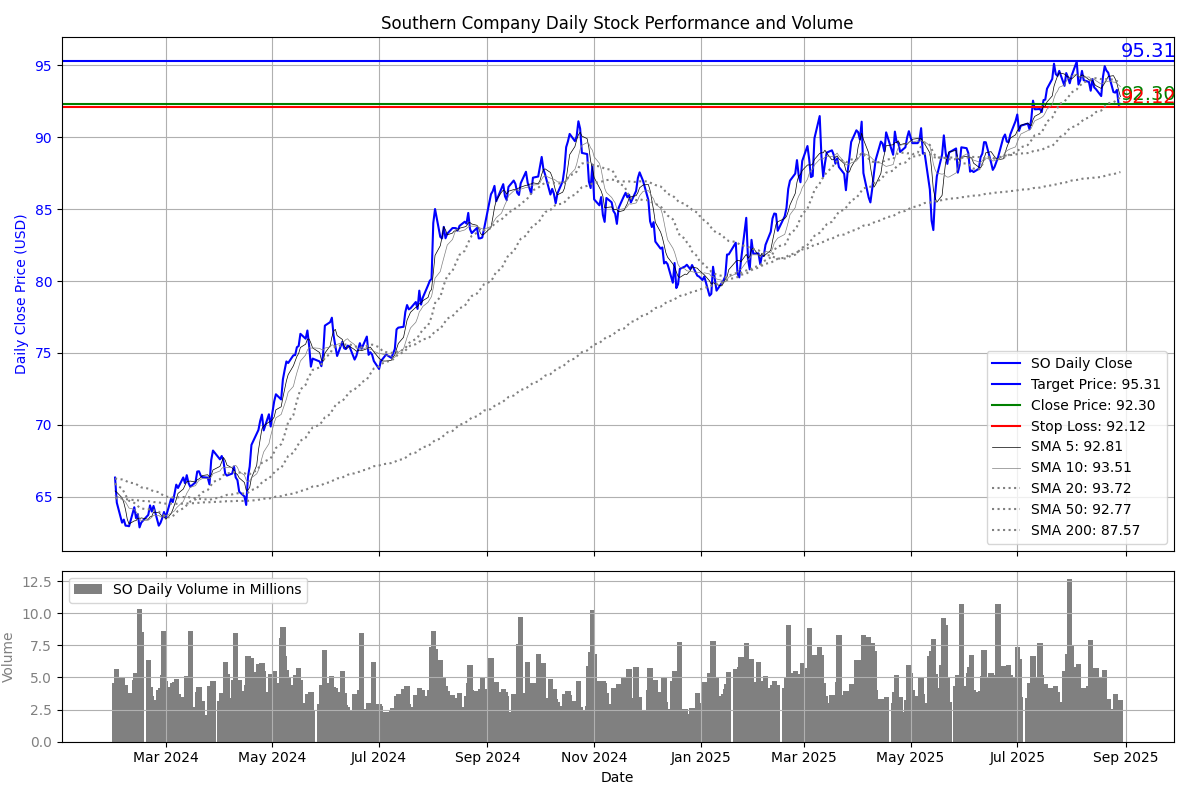 Southern Company Daily Stock Performance and Volume
95.31
92.30
92.12
95
90
85
80
75
70
65
Daily Close Price (USD)
SO Daily Close
Target Price: 95.31
Close Price: 92.30
Stop Loss: 92.12
SMA 5: 92.81
SMA 10: 93.51
SMA 20: 93.72
SMA 50: 92.77
SMA 200: 87.57
SO Daily Volume in Millions
12.5
10.0
7.5
5.0
2.5
0.0
Volume
Mar 2024 May 2024 Jul 2024 Sep 2024 Nov 2024 Jan 2025 Mar 2025 May 2025 Jul 2025 Sep 2025
Date